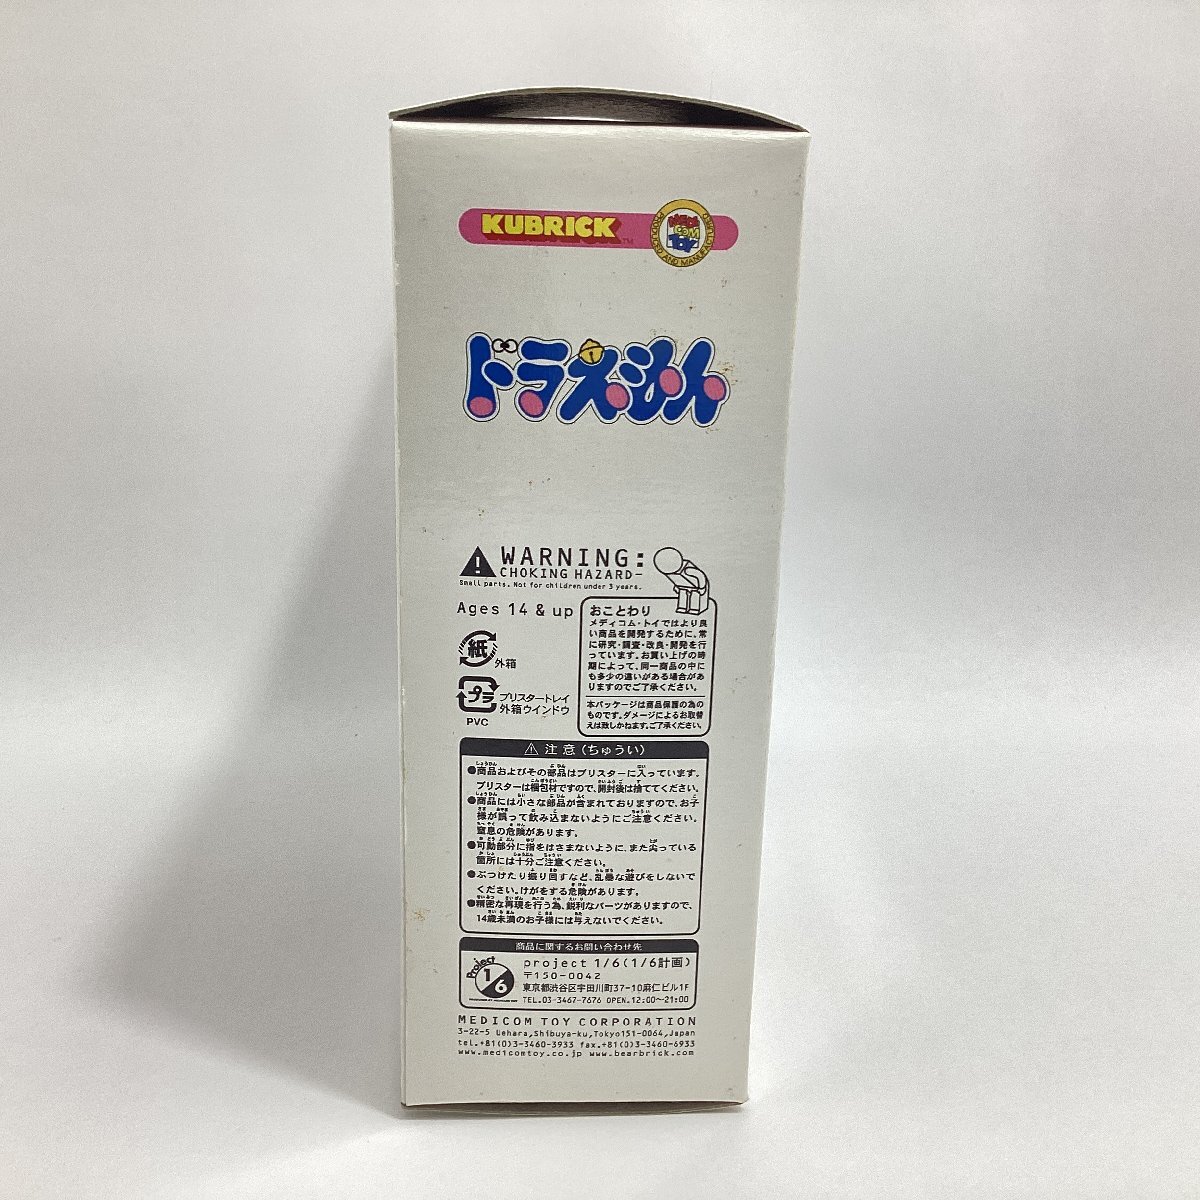 KUBRICK™
MEDI COM TOY
PRODUCED AND MANUFACTURED
ドラえもん
WARNING:
CHOKING HAZARD-
Small parts. Not for children under 3 years.
Ages 14 & up
紙
外箱
プラ
ブリスタートレイ
外箱ウインドウ
PVC
おことわり
メディコム・トイではより良
い商品を開発するために、常
に研究・調査・改良・開発を行
っています。お買い上げの時
期によって、同一商品の中に
も多少の違いがある場合があ
りますのでご了承ください。
本パッケージは商品保護の為の
ものです。ダメージによるお取替
えは致しかねます。ご了承ください。
注意(ちゅうい)
●商品およびその部品はブリスターに入っています。
ブリスターは梱包材ですので、開封後は捨ててください。
●商品には小さな部品が含まれておりますので、お子
様が誤って飲み込まないようにご注意ください。
窒息の危険があります。
●可動部分に指をはさまないように、また尖っている
箇所には十分ご注意ください。
●ぶつけたり振り回すなど、乱暴な遊びをしないで
ください。けがをする危険があります。
●精密な再現を行う為、鋭利なパーツがありますので、
14歳未満のお子様には与えないでください。
商品に関するお問い合わせ先
Project 1/6
project 1/6(1/6計画)
〒150-0042
東京都渋谷区宇田川町37-10麻仁ビル1F
TEL.03-3467-7676 OPEN.12:00〜21:00
MEDICOM TOY CORPORATION
3-22-5 Uehara,Shibuya-ku,Tokyo151-0064,Japan
tel.+81(0)3-3460-3933 fax.+81(0)3-3460-6933
www.medicomtoy.co.jp www.bearbrick.com